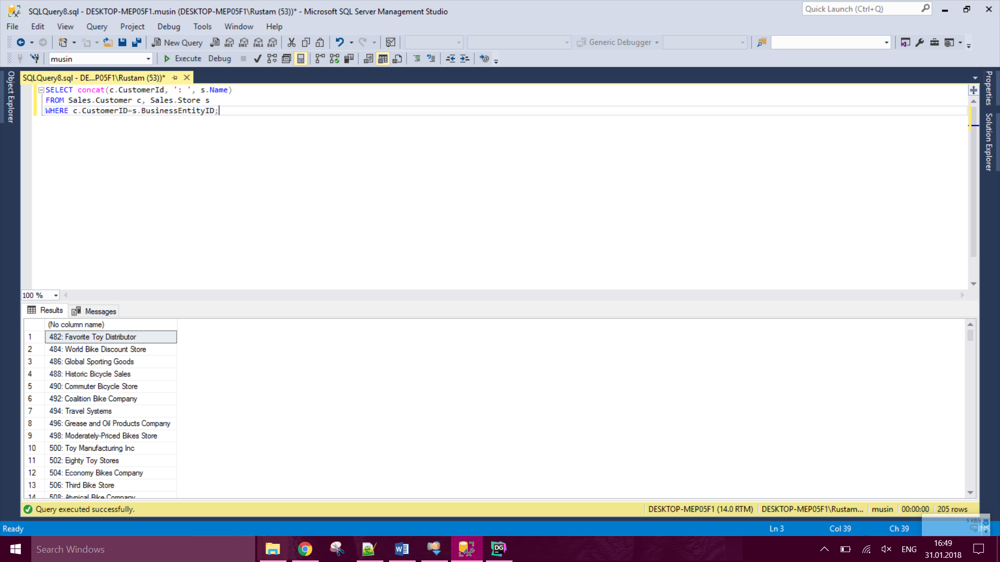 SQLQuery8.sql - DESKTOP-MEP05F1.musin (DESKTOP-MEP05F1\Rustam (53))* - Microsoft SQL Server Management Studio
Quick Launch (Ctrl+Q)
File Edit View Query Project Debug Tools Window Help
New Query MDX DMX XMLA DAX Generic Debugger
musin Execute Debug
Object Explorer
SQLQuery8.sql - DE...P05F1\Rustam (53))*
Properties
Solution Explorer
SELECT concat(c.CustomerId, ': ', s.Name)
FROM Sales.Customer c, Sales.Store s
WHERE c.CustomerID=s.BusinessEntityID;
100 %
Results Messages
(No column name)
1 482: Favorite Toy Distributor
2 484: World Bike Discount Store
3 486: Global Sporting Goods
4 488: Historic Bicycle Sales
5 490: Commuter Bicycle Store
6 492: Coalition Bike Company
7 494: Travel Systems
8 496: Grease and Oil Products Company
9 498: Moderately-Priced Bikes Store
10 500: Toy Manufacturing Inc
11 502: Eighty Toy Stores
12 504: Economy Bikes Company
13 506: Third Bike Store
14 508: Atypical Bike Company
Query executed successfully. DESKTOP-MEP05F1 (14.0 RTM) DESKTOP-MEP05F1\Rustam... musin 00:00:00 205 rows
5 KB/s
Ready Ln 3 Col 39 Ch 39
Search Windows
DG
ENG
16:49
31.01.2018